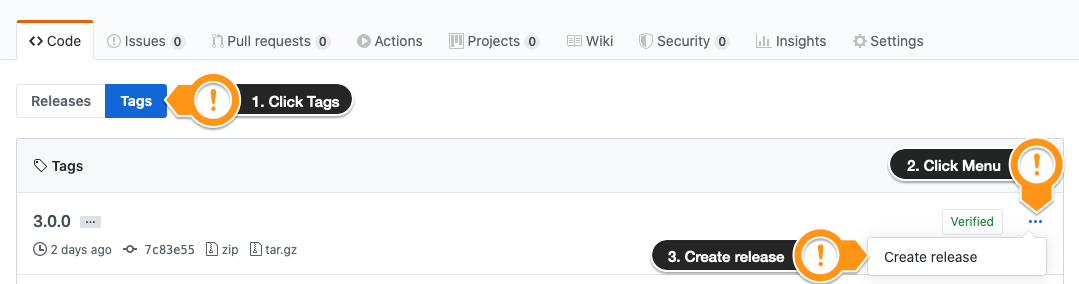 Code Issues 0 Pull requests 0 Actions Projects 0 Wiki Security 0 Insights Settings
Releases Tags ! 1. Click Tags
Tags 2. Click Menu !
3.0.0 ... Verified ...
2 days ago 7c83e55 zip tar.gz 3. Create release ! Create release